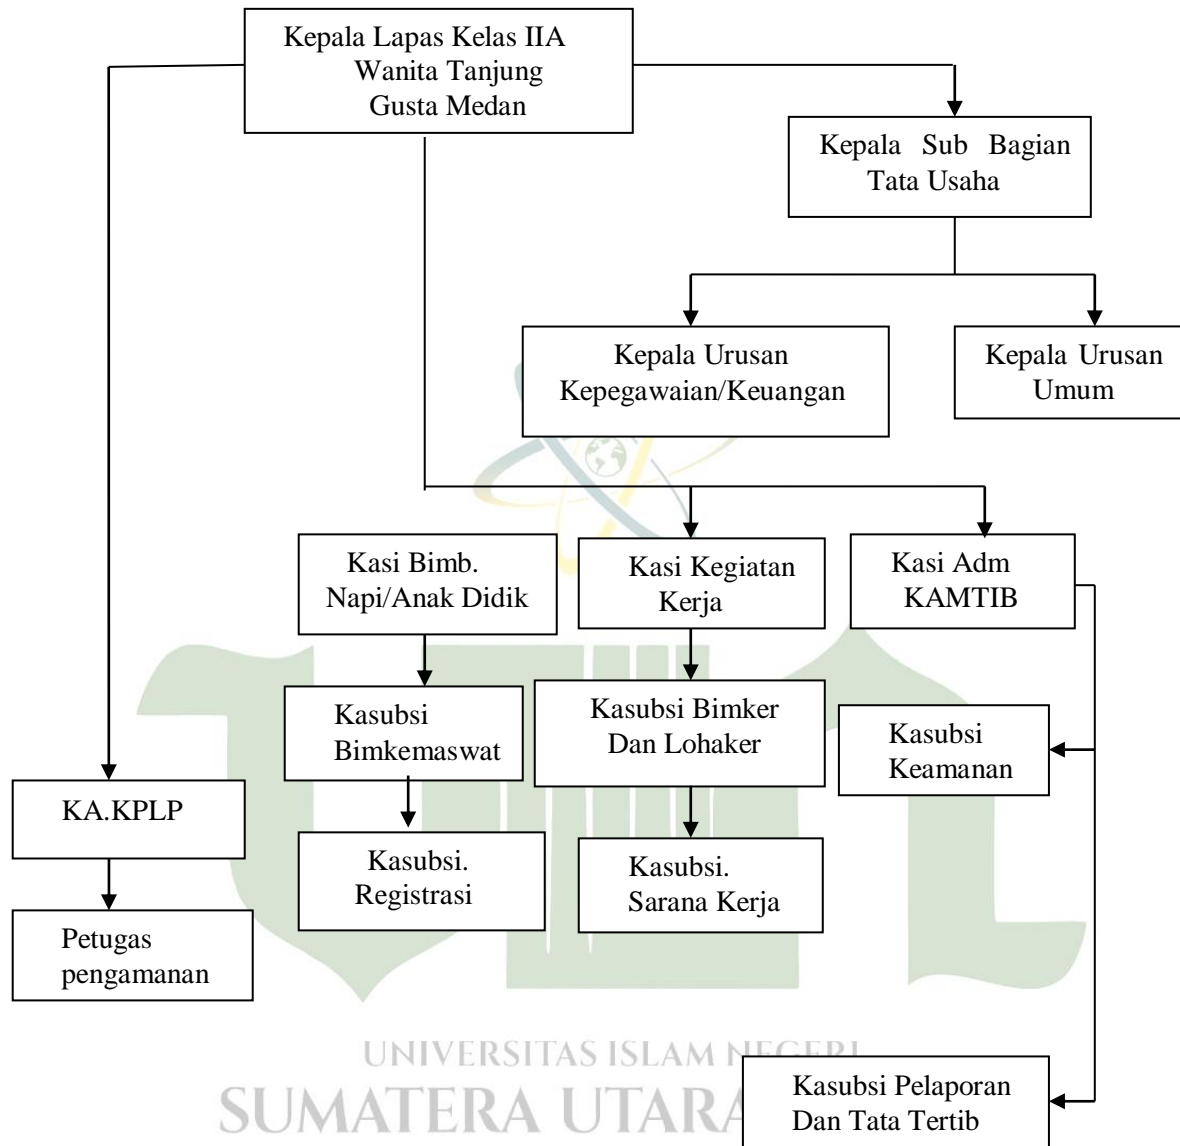 Kepala Lapas Kelas IIA
Wanita Tanjung
Gusta Medan
Kepala Sub Bagian
Tata Usaha
Kepala Urusan
Kepegawaian/Keuangan
Kepala Urusan
Umum
Kasi Bimb.
Napi/Anak Didik
Kasi Kegiatan
Kerja
Kasi Adm
KAMTIB
Kasubsi
Bimkemaswat
Kasubsi Bimker
Dan Lohaker
Kasubsi
Keamanan
KA.KPLP
Kasubsi.
Registrasi
Kasubsi.
Sarana Kerja
Petugas
pengamanan
UNIVERSITAS ISLAM NEGERI
SUMATERA UTARA
Kasubsi Pelaporan
Dan Tata Tertib